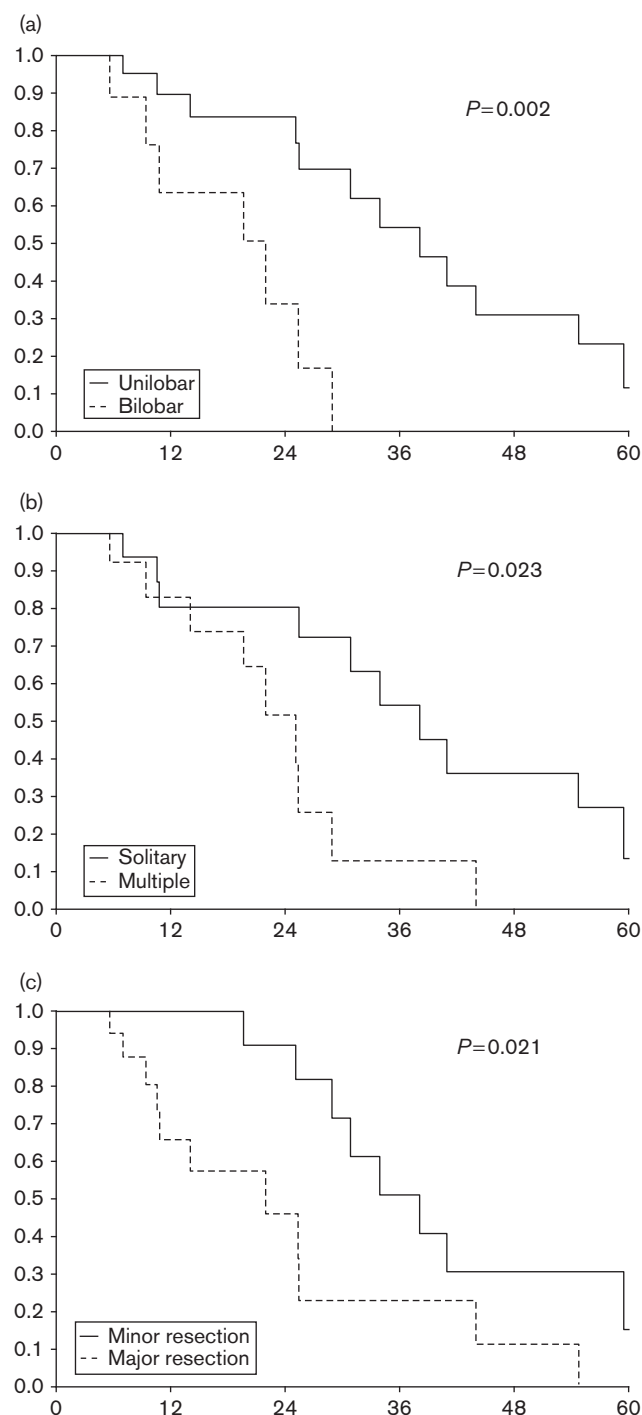 (a)
1.0
0.9
0.8
0.7
0.6
0.5
0.4
0.3
0.2
0.1
0.0
P=0.002
Unilobar
Bilobar
0 12 24 36 48 60
(b)
1.0
0.9
0.8
0.7
0.6
0.5
0.4
0.3
0.2
0.1
0.0
P=0.023
Solitary
Multiple
0 12 24 36 48 60
(c)
1.0
0.9
0.8
0.7
0.6
0.5
0.4
0.3
0.2
0.1
0.0
P=0.021
Minor resection
Major resection
0 12 24 36 48 60